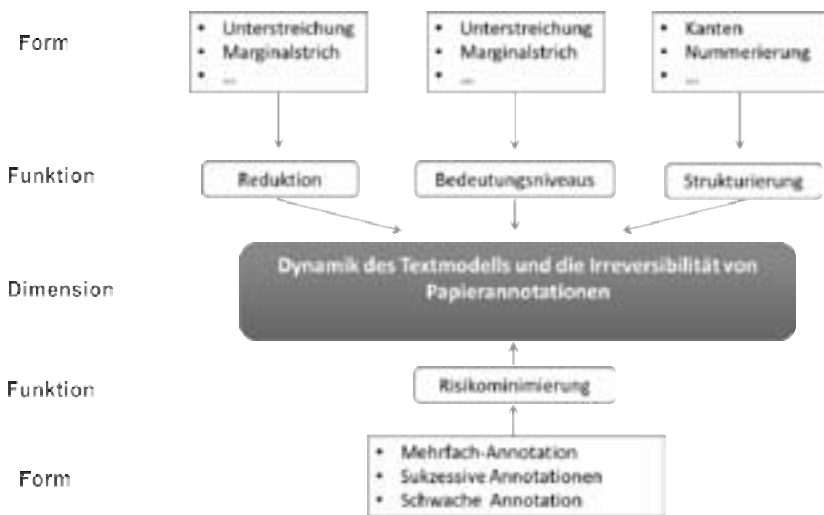 Form
• Unterstreichung
• Marginalstrich
• ...
• Unterstreichung
• Marginalstrich
• ...
• Kanten
• Nummerierung
• ...
Funktion
Reduktion
Bedeutungsniveaus
Strukturierung
Dimension
Dynamik des Textmodells und die Irreversibilität von
Papierannotationen
Funktion
Risikominimierung
Form
• Mehrfach-Annotation
• Sukzessive Annotationen
• Schwache Annotation